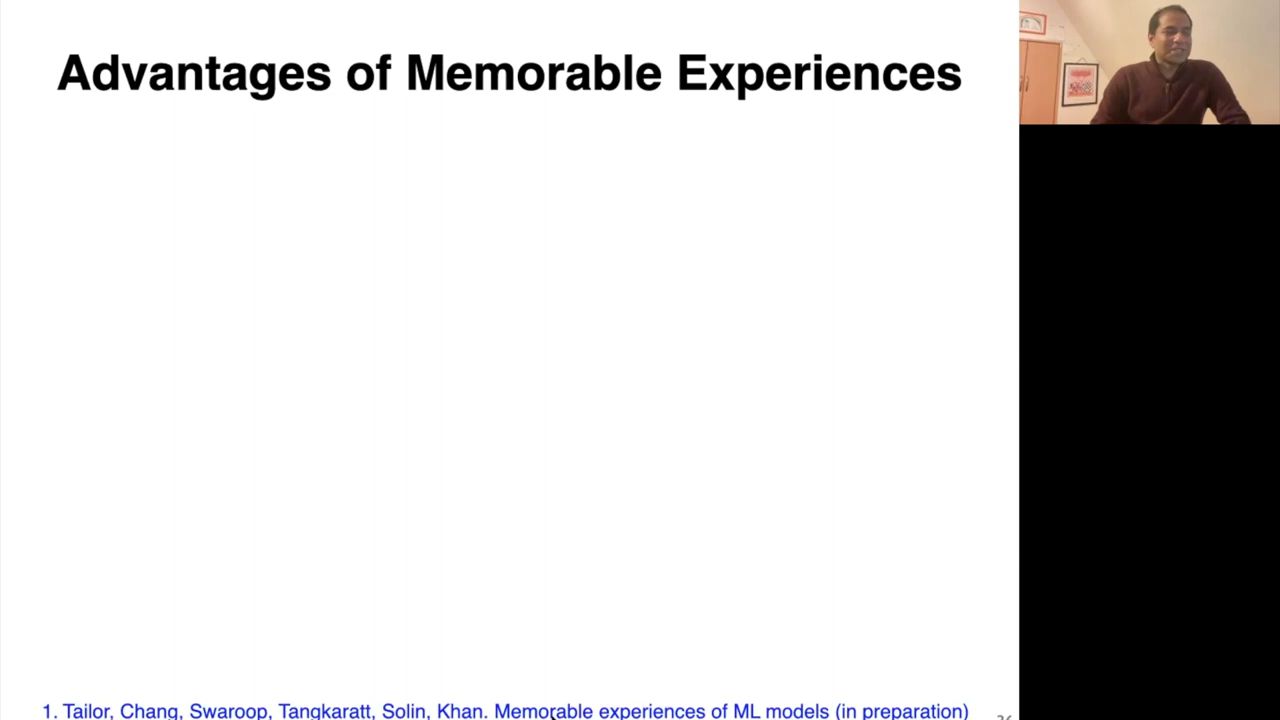 Advantages of Memorable Experiences
1. Tailor, Chang, Swaroop, Tangkaratt, Solin, Khan. Memorable experiences of ML models (in preparation)